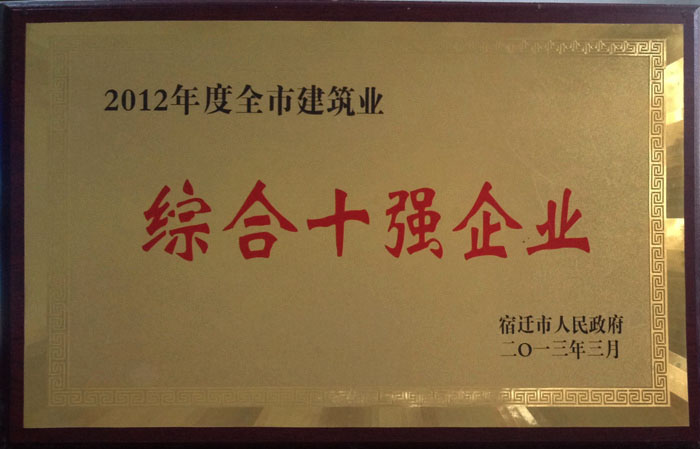 2012年度全市建筑业
综合十强企业
宿迁市人民政府
二〇一三年三月